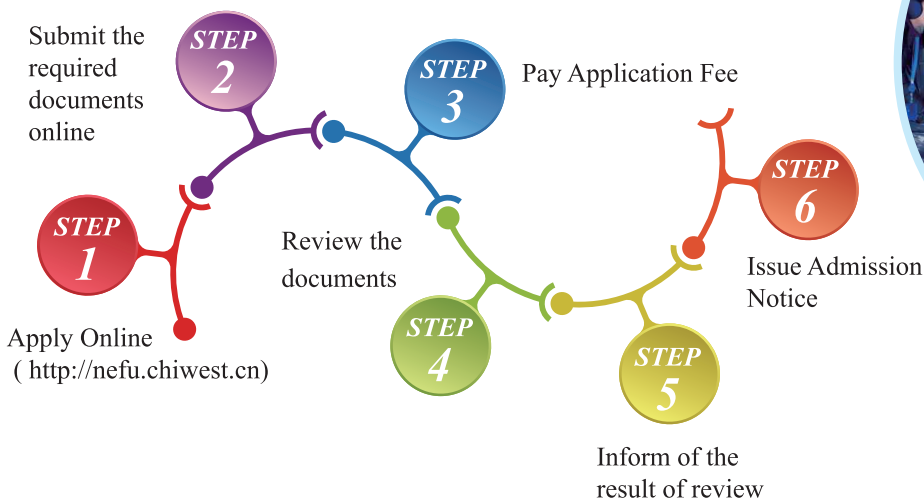 STEP
1
Apply Online
( http://nefu.chiwest.cn)
STEP
2
Submit the
required
documents
online
STEP
3
Pay Application Fee
STEP
4
Review the
documents
STEP
5
Inform of the
result of review
STEP
6
Issue Admission
Notice